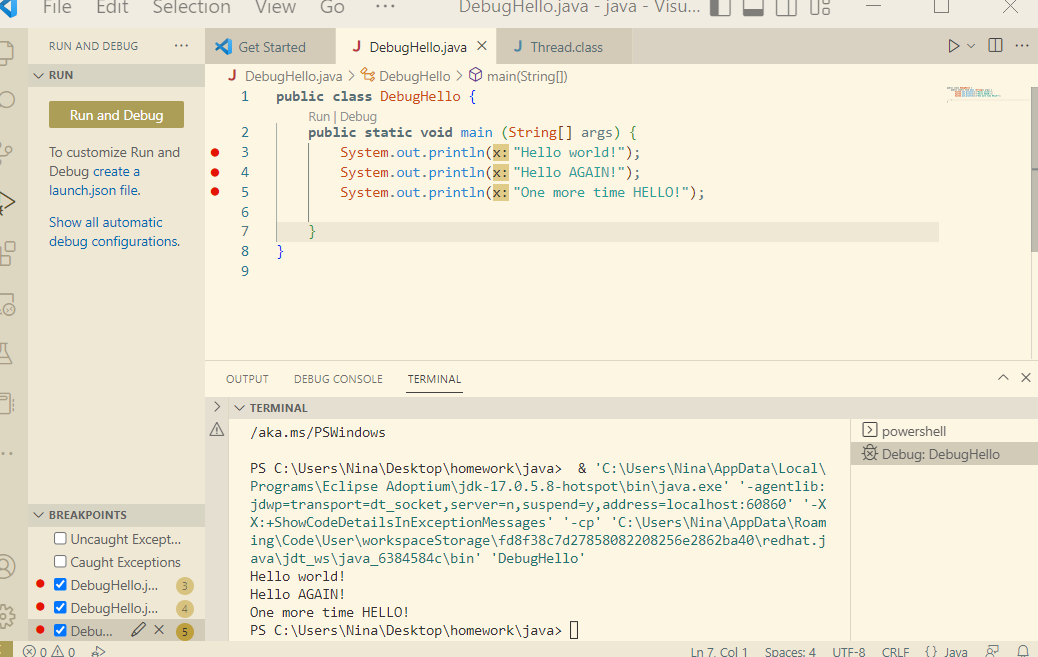 File Edit Selection View Go ··· DebugHello.java - java - Visu...
RUN AND DEBUG ···
Get Started
J DebugHello.java ×
J Thread.class
···
RUN
J DebugHello.java > DebugHello > main(String[])
Run and Debug
To customize Run and
Debug create a
launch.json file.
Show all automatic
debug configurations.
1 public class DebugHello {
Run | Debug
2 public static void main (String[] args) {
3 System.out.println(x: "Hello world!");
4 System.out.println(x: "Hello AGAIN!");
5 System.out.println(x: "One more time HELLO!");
6
7 }
8 }
9
OUTPUT DEBUG CONSOLE TERMINAL
TERMINAL
/aka.ms/PSWindows
PS C:\Users\Nina\Desktop\homework\java>  & 'C:\Users\Nina\AppData\Local\
Programs\Eclipse Adoptium\jdk-17.0.5.8-hotspot\bin\java.exe' '-agentlib:
jdwp=transport=dt_socket,server=n,suspend=y,address=localhost:60860' '-X
X:+ShowCodeDetailsInExceptionMessages' '-cp' 'C:\Users\Nina\AppData\Roam
ing\Code\User\workspaceStorage\fd8f38c7d27858082208256e2862ba40\redhat.j
ava\jdt_ws\java_6384584c\bin' 'DebugHello'
Hello world!
Hello AGAIN!
One more time HELLO!
PS C:\Users\Nina\Desktop\homework\java>
powershell
Debug: DebugHello
BREAKPOINTS
Uncaught Except...
Caught Exceptions
DebugHello.j... 3
DebugHello.j... 4
Debu... 5
0 0
Ln 7, Col 1 Spaces: 4 UTF-8 CRLF {} Java